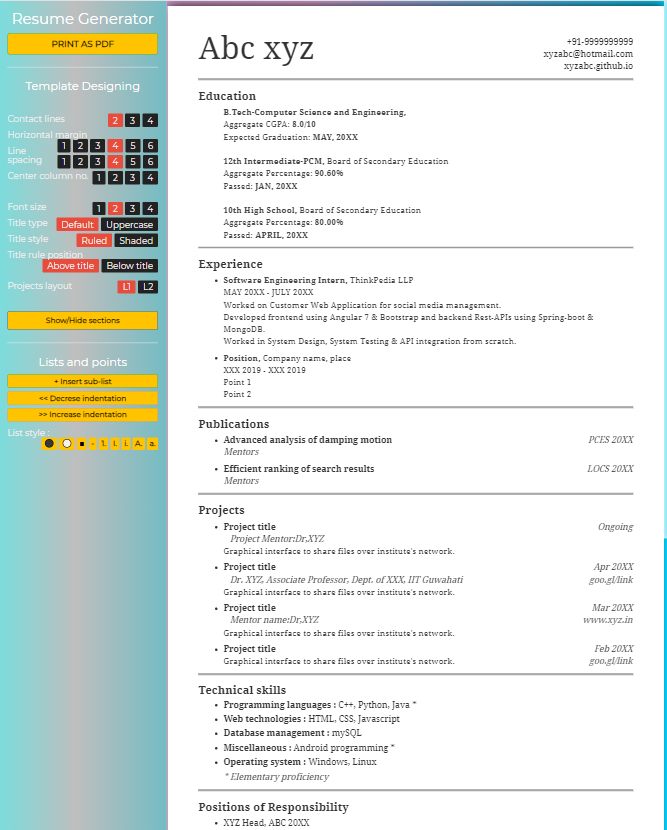 Resume Generator
PRINT AS PDF
Template Designing
Contact lines 2 3 4
Horizontal margin
1 2 3 4 5 6
Line spacing 1 2 3 4 5 6
Center column no. 1 2 3 4
Font size 1 2 3 4
Title type Default Uppercase
Title style Ruled Shaded
Title rule position
Above title Below title
Projects layout L1 L2
Show/Hide sections
Lists and points
+ Insert sub-list
<< Decrese indentation
>> Increase indentation
List style :
- 1. I. i. A. a.
Abc xyz
+91-9999999999
xyzabc@hotmail.com
xyzabc.github.io
Education
B.Tech-Computer Science and Engineering,
Aggregate CGPA: 8.0/10
Expected Graduation: MAY, 20XX
12th Intermediate-PCM, Board of Secondary Education
Aggregate Percentage: 90.60%
Passed: JAN, 20XX
10th High School, Board of Secondary Education
Aggregate Percentage: 80.00%
Passed: APRIL, 20XX
Experience
• Software Engineering Intern, ThinkPedia LLP
MAY 20XX - JULY 20XX
Worked on Customer Web Application for social media management.
Developed frontend using Angular 7 & Bootstrap and backend Rest-APIs using Spring-boot &
MongoDB.
Worked in System Design, System Testing & API integration from scratch.
• Position, Company name, place
XXX 2019 - XXX 2019
Point 1
Point 2
Publications
• Advanced analysis of damping motion PCES 20XX
Mentors
• Efficient ranking of search results LOCS 20XX
Mentors
Projects
• Project title Ongoing
Project Mentor:Dr,XYZ
Graphical interface to share files over institute's network.
• Project title Apr 20XX
Dr. XYZ, Associate Professor, Dept. of XXX, IIT Guwahati goo.gl/link
Graphical interface to share files over institute's network.
• Project title Mar 20XX
Mentor name:Dr,XYZ www.xyz.in
Graphical interface to share files over institute's network.
• Project title Feb 20XX
Graphical interface to share files over institute's network. goo.gl/link
Technical skills
• Programming languages : C++, Python, Java *
• Web technologies : HTML, CSS, Javascript
• Database management : mySQL
• Miscellaneous : Android programming *
• Operating system : Windows, Linux
* Elementary proficiency
Positions of Responsibility
• XYZ Head, ABC 20XX